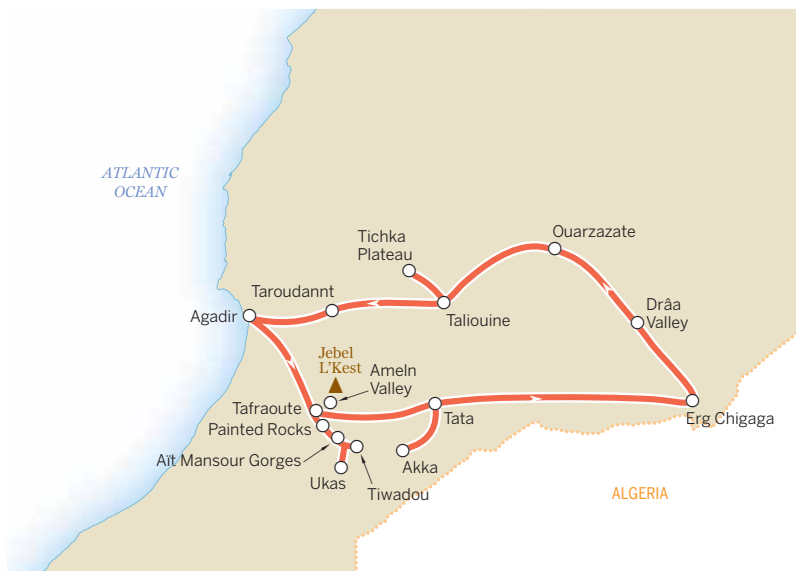 ATLANTIC
OCEAN
Ouarzazate
Tichka
Plateau
Taroudannt
Drâa
Valley
Agadir
Taliouine
Jebel
L'Kest
Ameln
Valley
Tafraoute
Tata
Erg Chigaga
Painted Rocks
Aït Mansour Gorges
Akka
Ukas
Tiwadou
ALGERIA